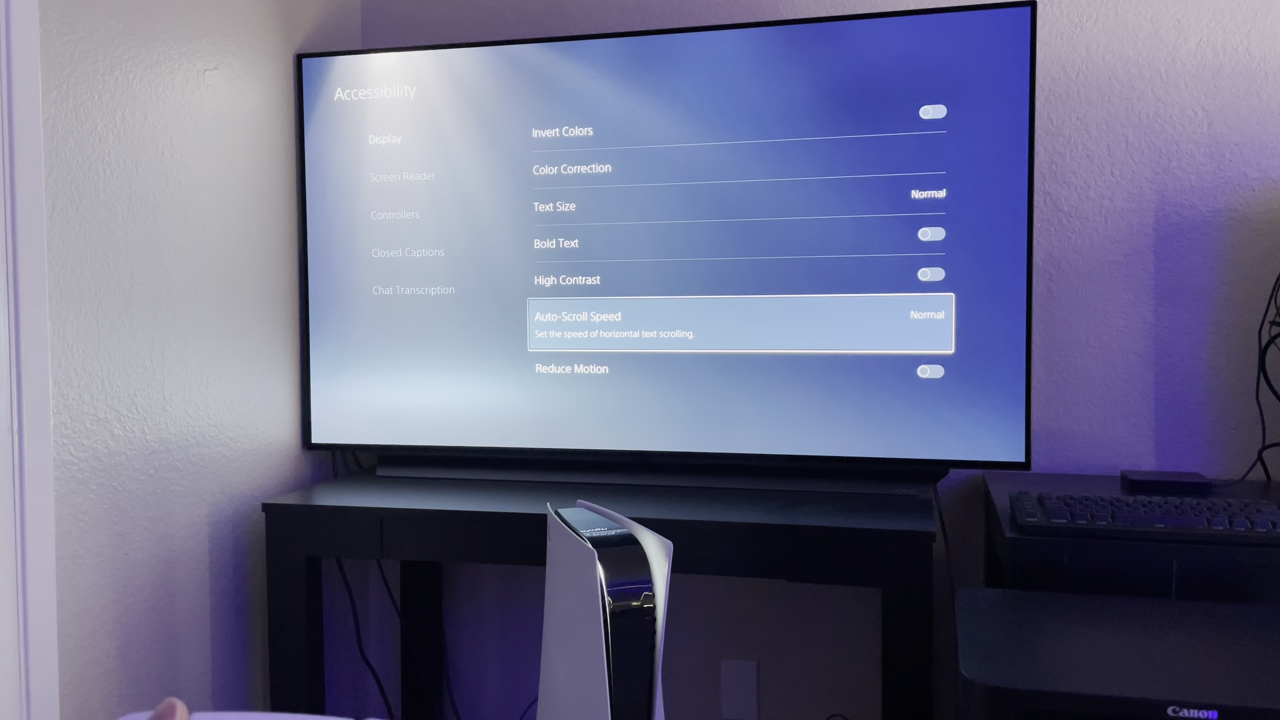 Accessibility
Display
Screen Reader
Controllers
Closed Captions
Chat Transcription
Invert Colors
Color Correction
Text Size Normal
Bold Text
High Contrast
Auto-Scroll Speed Normal
Set the speed of horizontal text scrolling.
Reduce Motion
Canon